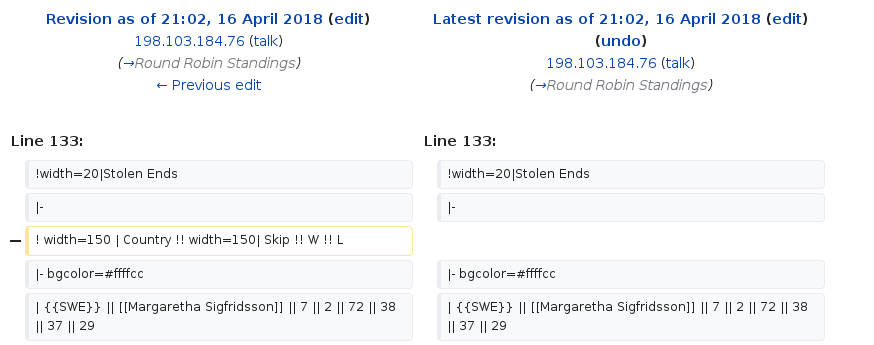 Revision as of 21:02, 16 April 2018 (edit)
198.103.184.76 (talk)
(→Round Robin Standings)
← Previous edit
Latest revision as of 21:02, 16 April 2018 (edit)
(undo)
198.103.184.76 (talk)
(→Round Robin Standings)
Line 133:
Line 133:
!width=20|Stolen Ends
!width=20|Stolen Ends
|-
|-
− ! width=150 | Country !! width=150| Skip !! W !! L
|- bgcolor=#ffffcc
|- bgcolor=#ffffcc
| {{SWE}} || [[Margaretha Sigfridsson]] || 7 || 2 || 72 || 38
|| 37 || 29
| {{SWE}} || [[Margaretha Sigfridsson]] || 7 || 2 || 72 || 38
|| 37 || 29